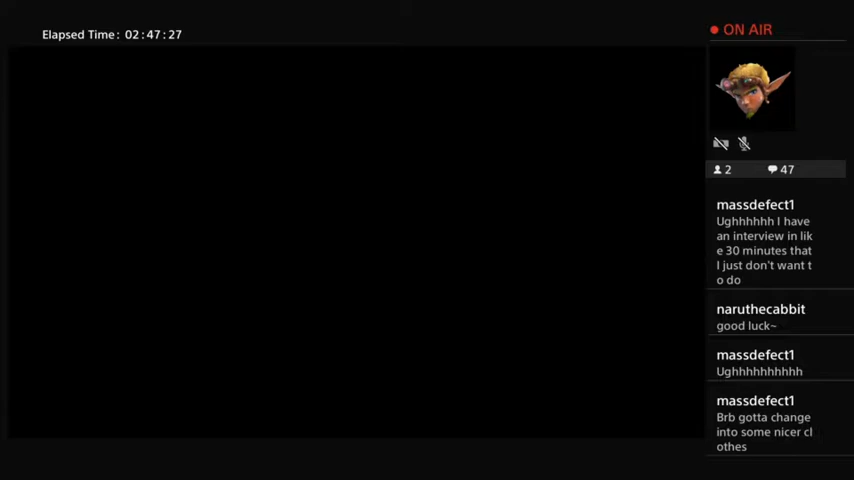 Elapsed Time: 02:47:27
ON AIR
2 47
massdefect1
Ughhhhhh I have
an interview in lik
e 30 minutes that
I just don't want t
o do
naruthecabbit
good luck~
massdefect1
Ughhhhhhhhhh
massdefect1
Brb gotta change
into some nicer cl
othes